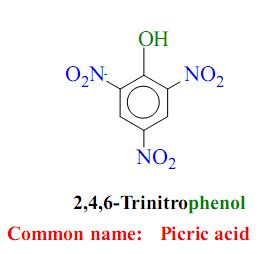 OH
O₂N NO₂
NO₂
2,4,6-Trinitrophenol
Common name: Picric acid